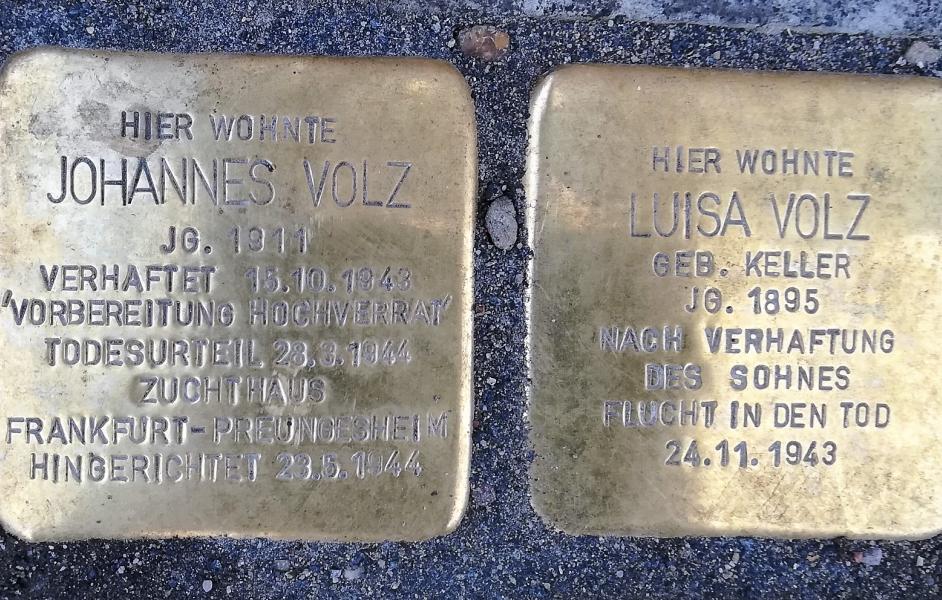 HIER WOHNTE
JOHANNES VOLZ
JG. 1911
VERHAFTET 15.10.1943
'VORBEREITUNG HOCHVERRAT'
TODESURTEIL 28.3.1944
ZUCHTHAUS
FRANKFURT-PREUNGESHEIM
HINGERICHTET 23.5.1944
HIER WOHNTE
LUISA VOLZ
GEB. KELLER
JG. 1895
NACH VERHAFTUNG
DES SOHNES
FLUCHT IN DEN TOD
24.11.1943